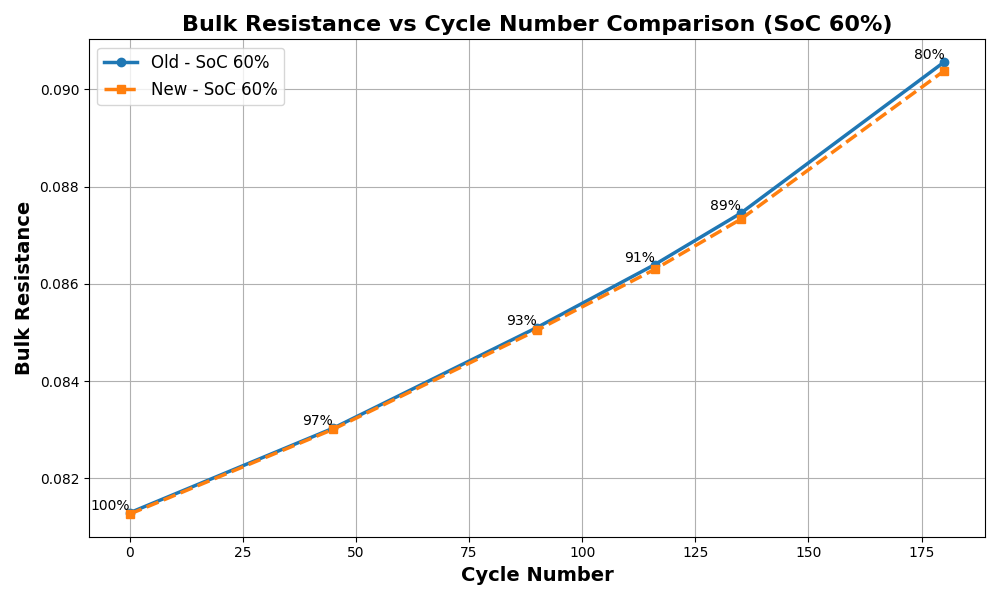 Bulk Resistance vs Cycle Number Comparison (SoC 60%)
Old - SoC 60%
New - SoC 60%
80%
89%
91%
93%
97%
100%
0.090
0.088
0.086
0.084
0.082
Bulk Resistance
0 25 50 75 100 125 150 175
Cycle Number